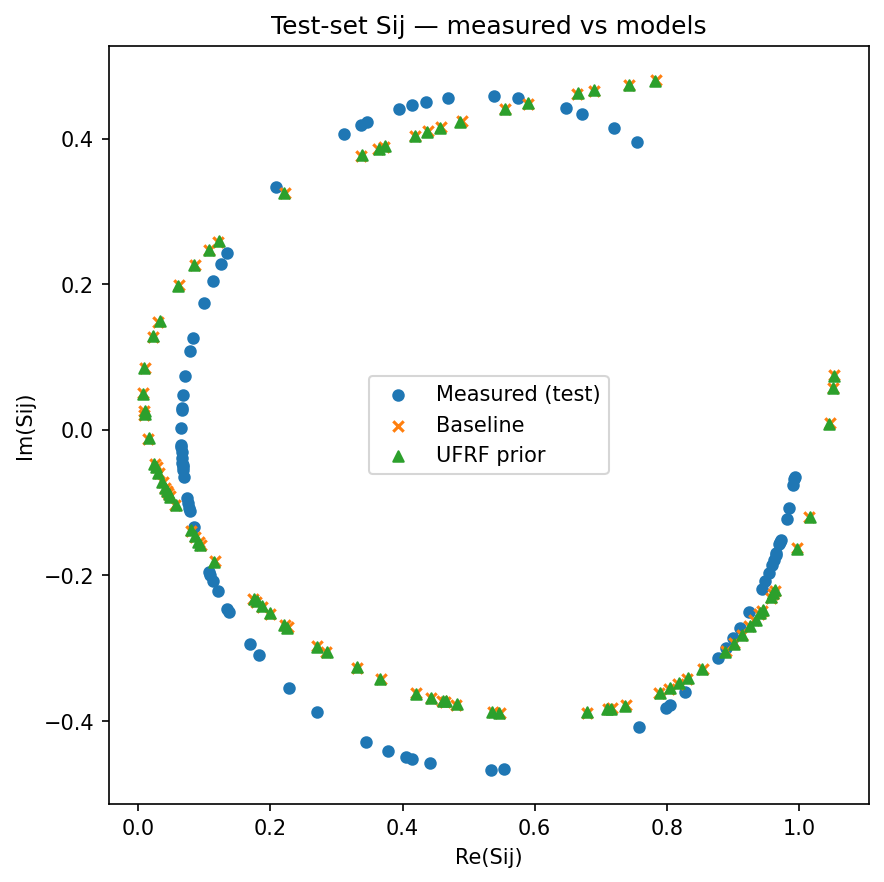 Test-set Sij — measured vs models
Im(Sij)
0.4
0.2
0.0
−0.2
−0.4
Measured (test)
Baseline
UFRF prior
0.0 0.2 0.4 0.6 0.8 1.0
Re(Sij)